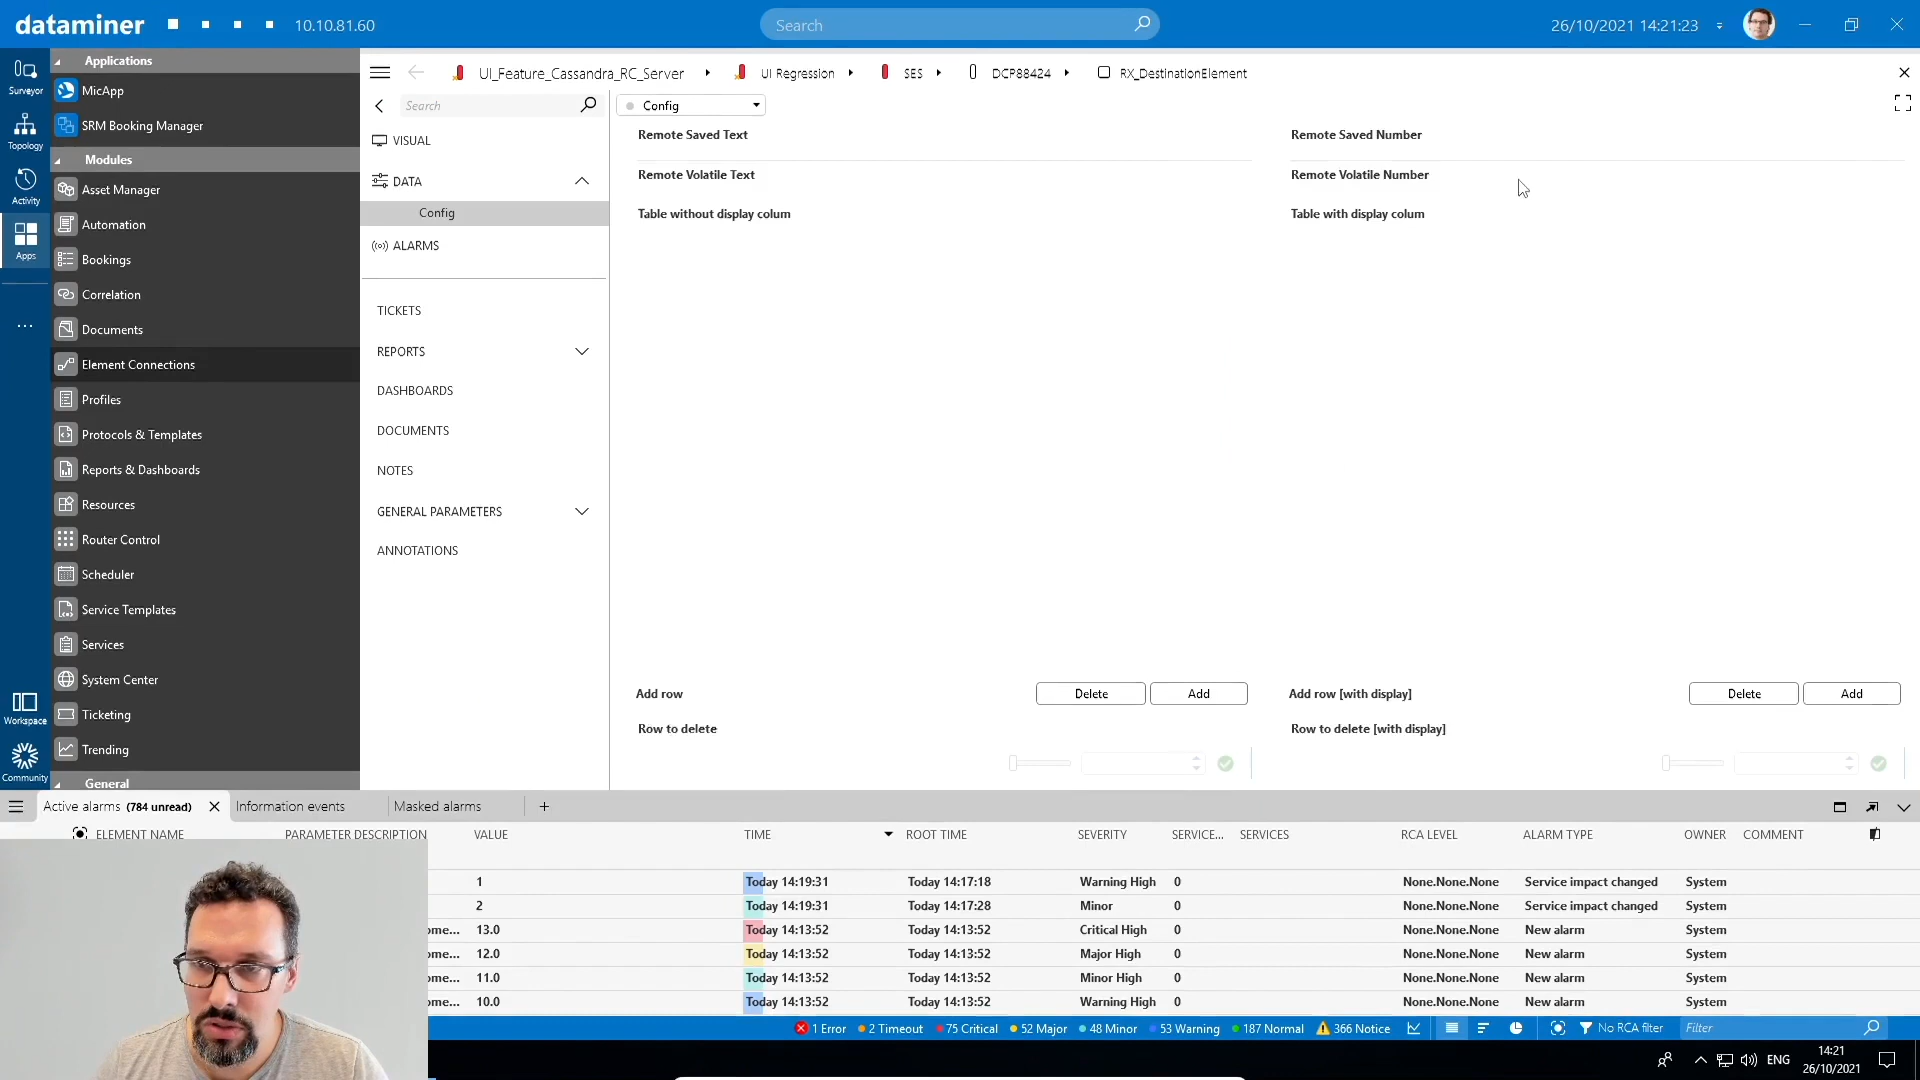 dataminer
10.10.81.60
Search
26/10/2021 14:21:23
Surveyor
Topology
Activity
Apps
Workspace
Community
Applications
MicApp
SRM Booking Manager
Modules
Asset Manager
Automation
Bookings
Correlation
Documents
Element Connections
Profiles
Protocols & Templates
Reports & Dashboards
Resources
Router Control
Scheduler
Service Templates
Services
System Center
Ticketing
Trending
General
UI_Feature_Cassandra_RC_Server
UI Regression
SES
DCP88424
RX_DestinationElement
Search
VISUAL
DATA
Config
ALARMS
TICKETS
REPORTS
DASHBOARDS
DOCUMENTS
NOTES
GENERAL PARAMETERS
ANNOTATIONS
Config
Remote Saved Text
Remote Saved Number
Remote Volatile Text
Remote Volatile Number
Table without display colum
Table with display colum
Add row Delete Add
Add row [with display] Delete Add
Row to delete
Row to delete [with display]
Active alarms (784 unread)
Information events
Masked alarms
ELEMENT NAME PARAMETER DESCRIPTION VALUE TIME ROOT TIME SEVERITY SERVICE... SERVICES RCA LEVEL ALARM TYPE OWNER COMMENT
1 Today 14:19:31 Today 14:17:18 Warning High 0 None.None.None Service impact changed System
2 Today 14:19:31 Today 14:17:28 Minor 0 None.None.None Service impact changed System
ome... 13.0 Today 14:13:52 Today 14:13:52 Critical High 0 None.None.None New alarm System
ome... 12.0 Today 14:13:52 Today 14:13:52 Major High 0 None.None.None New alarm System
ome... 11.0 Today 14:13:52 Today 14:13:52 Minor High 0 None.None.None New alarm System
ome... 10.0 Today 14:13:52 Today 14:13:52 Warning High 0 None.None.None New alarm System
1 Error 2 Timeout 75 Critical 52 Major 48 Minor 53 Warning 187 Normal 366 Notice No RCA filter Filter
ENG
14:21
26/10/2021